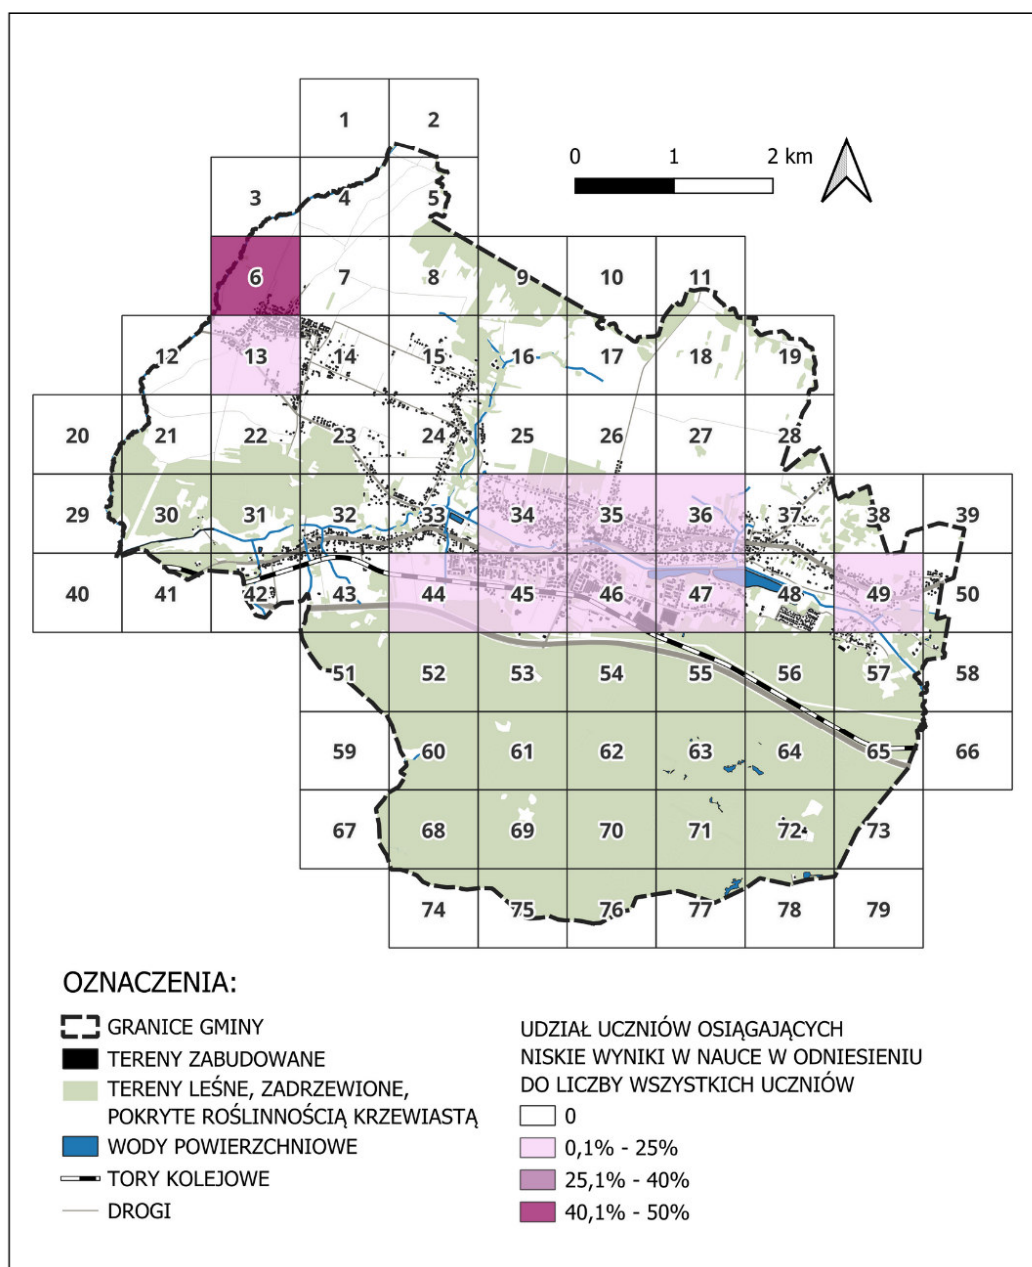 1 2
0 1 2 km
3 4 5
6 7 8 9 10 11
12 13 14 15 16 17 18 19
20 21 22 23 24 25 26 27 28
29 30 31 32 33 34 35 36 37 38 39
40 41 42 43 44 45 46 47 48 49 50
51 52 53 54 55 56 57 58
59 60 61 62 63 64 65 66
67 68 69 70 71 72 73
74 75 76 77 78 79
OZNACZENIA:
GRANICE GMINY
TERENY ZABUDOWANE
TERENY LEŚNE, ZADRZEWIONE,
POKRYTE ROŚLINNOŚCIĄ KRZEWIASTĄ
WODY POWIERZCHNIOWE
TORY KOLEJOWE
DROGI
UDZIAŁ UCZNIÓW OSIĄGAJĄCYCH
NISKIE WYNIKI W NAUCE W ODNIESIENIU
DO LICZBY WSZYSTKICH UCZNIÓW
0
0,1% - 25%
25,1% - 40%
40,1% - 50%